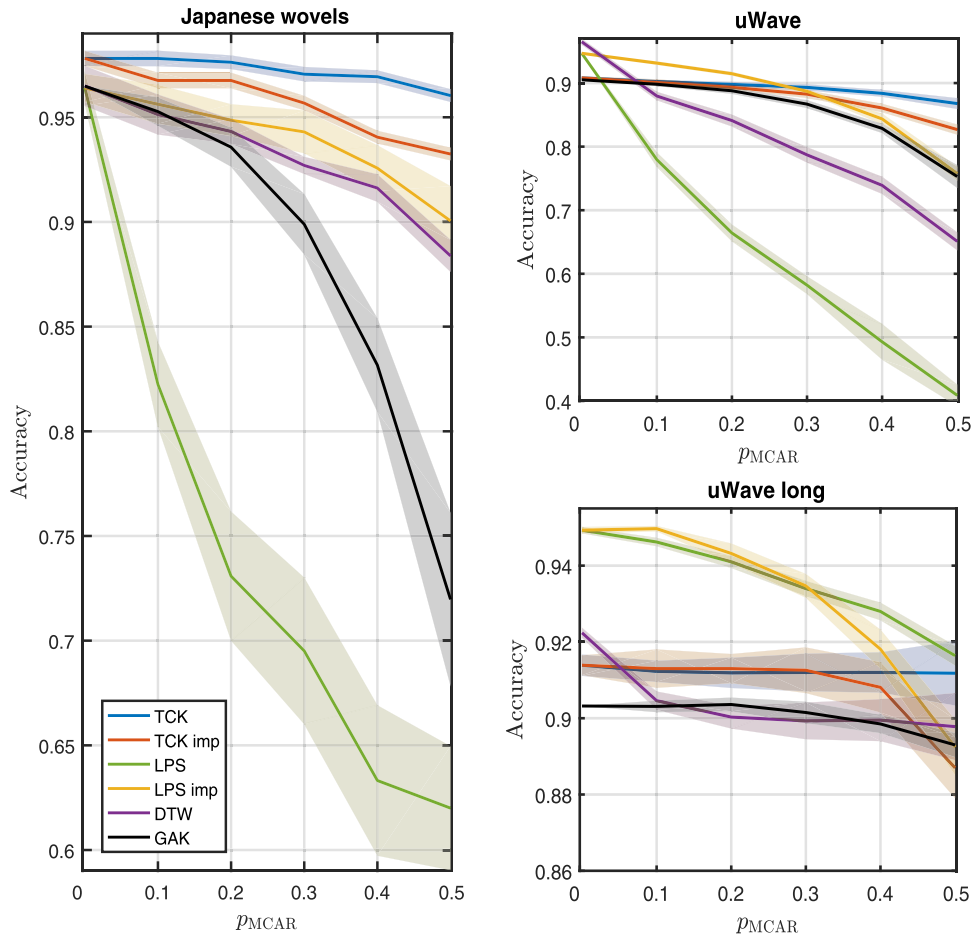 Japanese wovels
0.95
0.9
0.85
0.8
0.75
0.7
0.65
0.6
Accuracy
TCK
TCK imp
LPS
LPS imp
DTW
GAK
0 0.1 0.2 0.3 0.4 0.5
pMCAR
uWave
0.9
0.8
0.7
0.6
0.5
0.4
Accuracy
0 0.1 0.2 0.3 0.4 0.5
pMCAR
uWave long
0.94
0.92
0.9
0.88
0.86
Accuracy
0 0.1 0.2 0.3 0.4 0.5
pMCAR